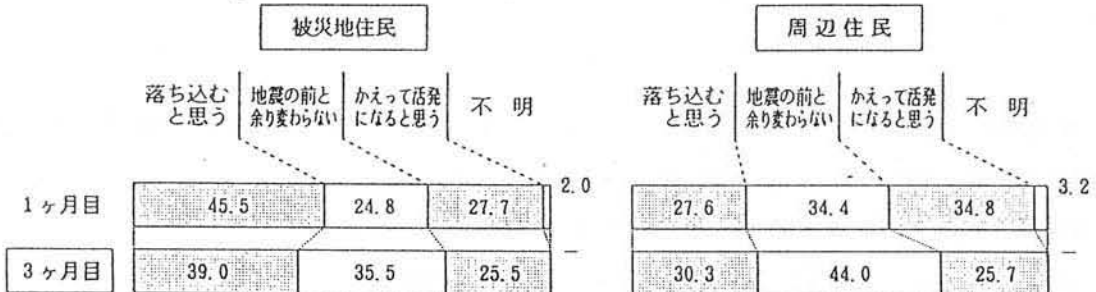 被災地住民
周辺住民
落ち込むと思う
地震の前と余り変わらない
かえって活発になると思う
不明
落ち込むと思う
地震の前と余り変わらない
かえって活発になると思う
不明
1ヶ月目 45.5 24.8 27.7 2.0 27.6 34.4 34.8 3.2
3ヶ月目 39.0 35.5 25.5 — 30.3 44.0 25.7 —